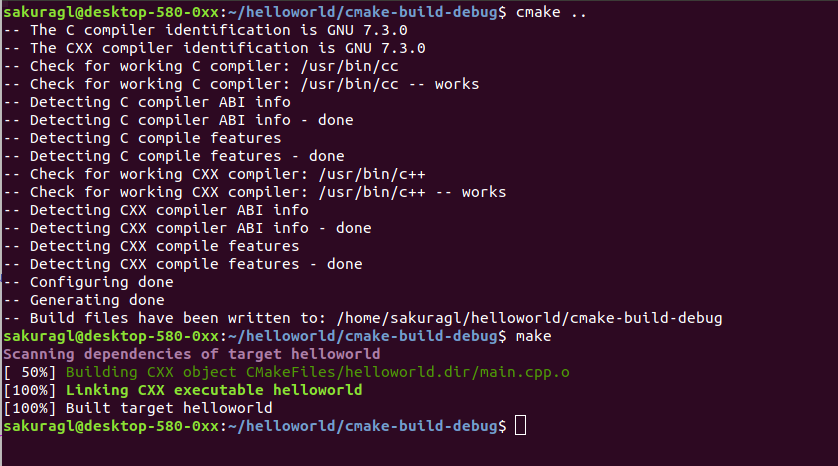 sakuragl@desktop-580-0xx:~/helloworld/cmake-build-debug$ cmake ..
-- The C compiler identification is GNU 7.3.0
-- The CXX compiler identification is GNU 7.3.0
-- Check for working C compiler: /usr/bin/cc
-- Check for working C compiler: /usr/bin/cc -- works
-- Detecting C compiler ABI info
-- Detecting C compiler ABI info - done
-- Detecting C compile features
-- Detecting C compile features - done
-- Check for working CXX compiler: /usr/bin/c++
-- Check for working CXX compiler: /usr/bin/c++ -- works
-- Detecting CXX compiler ABI info
-- Detecting CXX compiler ABI info - done
-- Detecting CXX compile features
-- Detecting CXX compile features - done
-- Configuring done
-- Generating done
-- Build files have been written to: /home/sakuragl/helloworld/cmake-build-debug
sakuragl@desktop-580-0xx:~/helloworld/cmake-build-debug$ make
Scanning dependencies of target helloworld
[ 50%] Building CXX object CMakeFiles/helloworld.dir/main.cpp.o
[100%] Linking CXX executable helloworld
[100%] Built target helloworld
sakuragl@desktop-580-0xx:~/helloworld/cmake-build-debug$